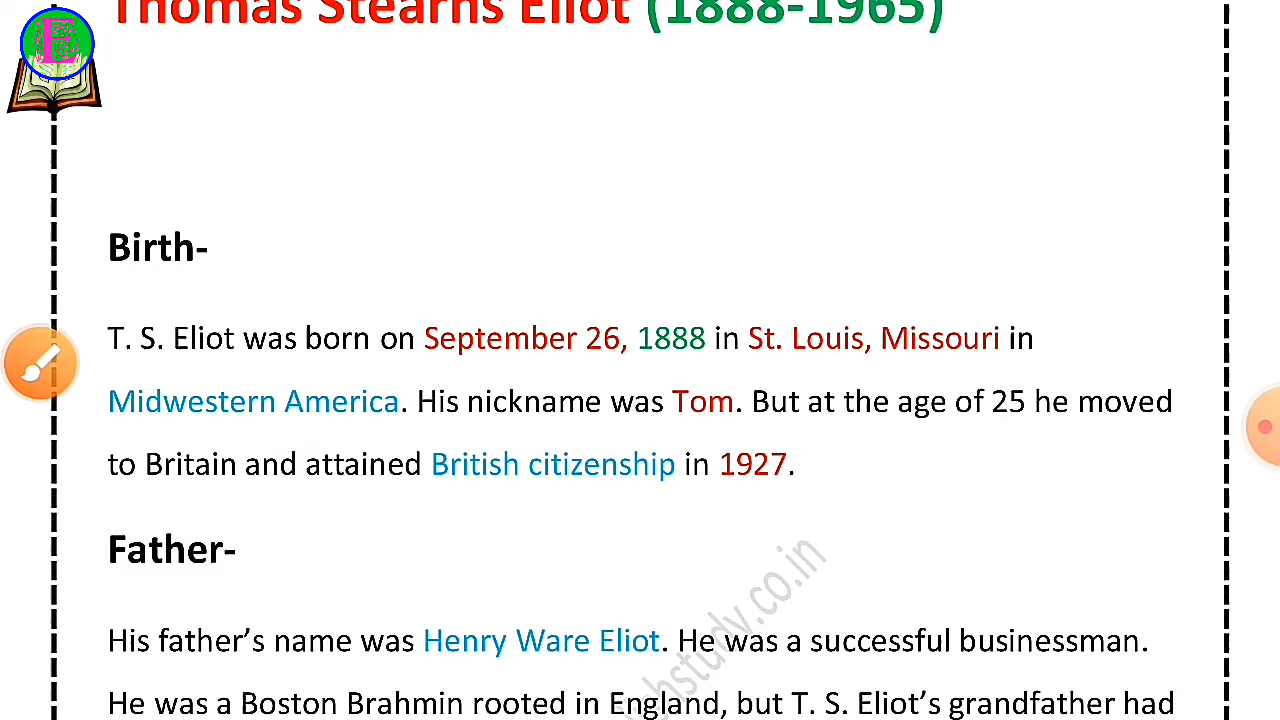 Thomas Stearns Eliot (1888-1965)
E
Birth-
T. S. Eliot was born on September 26, 1888 in St. Louis, Missouri in
Midwestern America. His nickname was Tom. But at the age of 25 he moved
to Britain and attained British citizenship in 1927.
Father-
His father’s name was Henry Ware Eliot. He was a successful businessman.
He was a Boston Brahmin rooted in England, but T. S. Eliot’s grandfather had